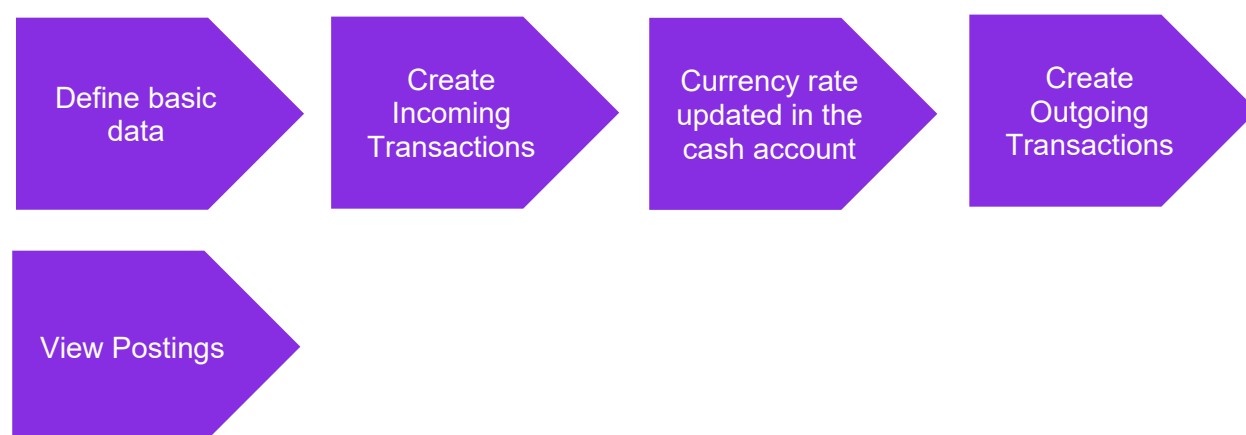 Define basic
data
Create
Incoming
Transactions
Currency rate
updated in the
cash account
Create
Outgoing
Transactions
View Postings